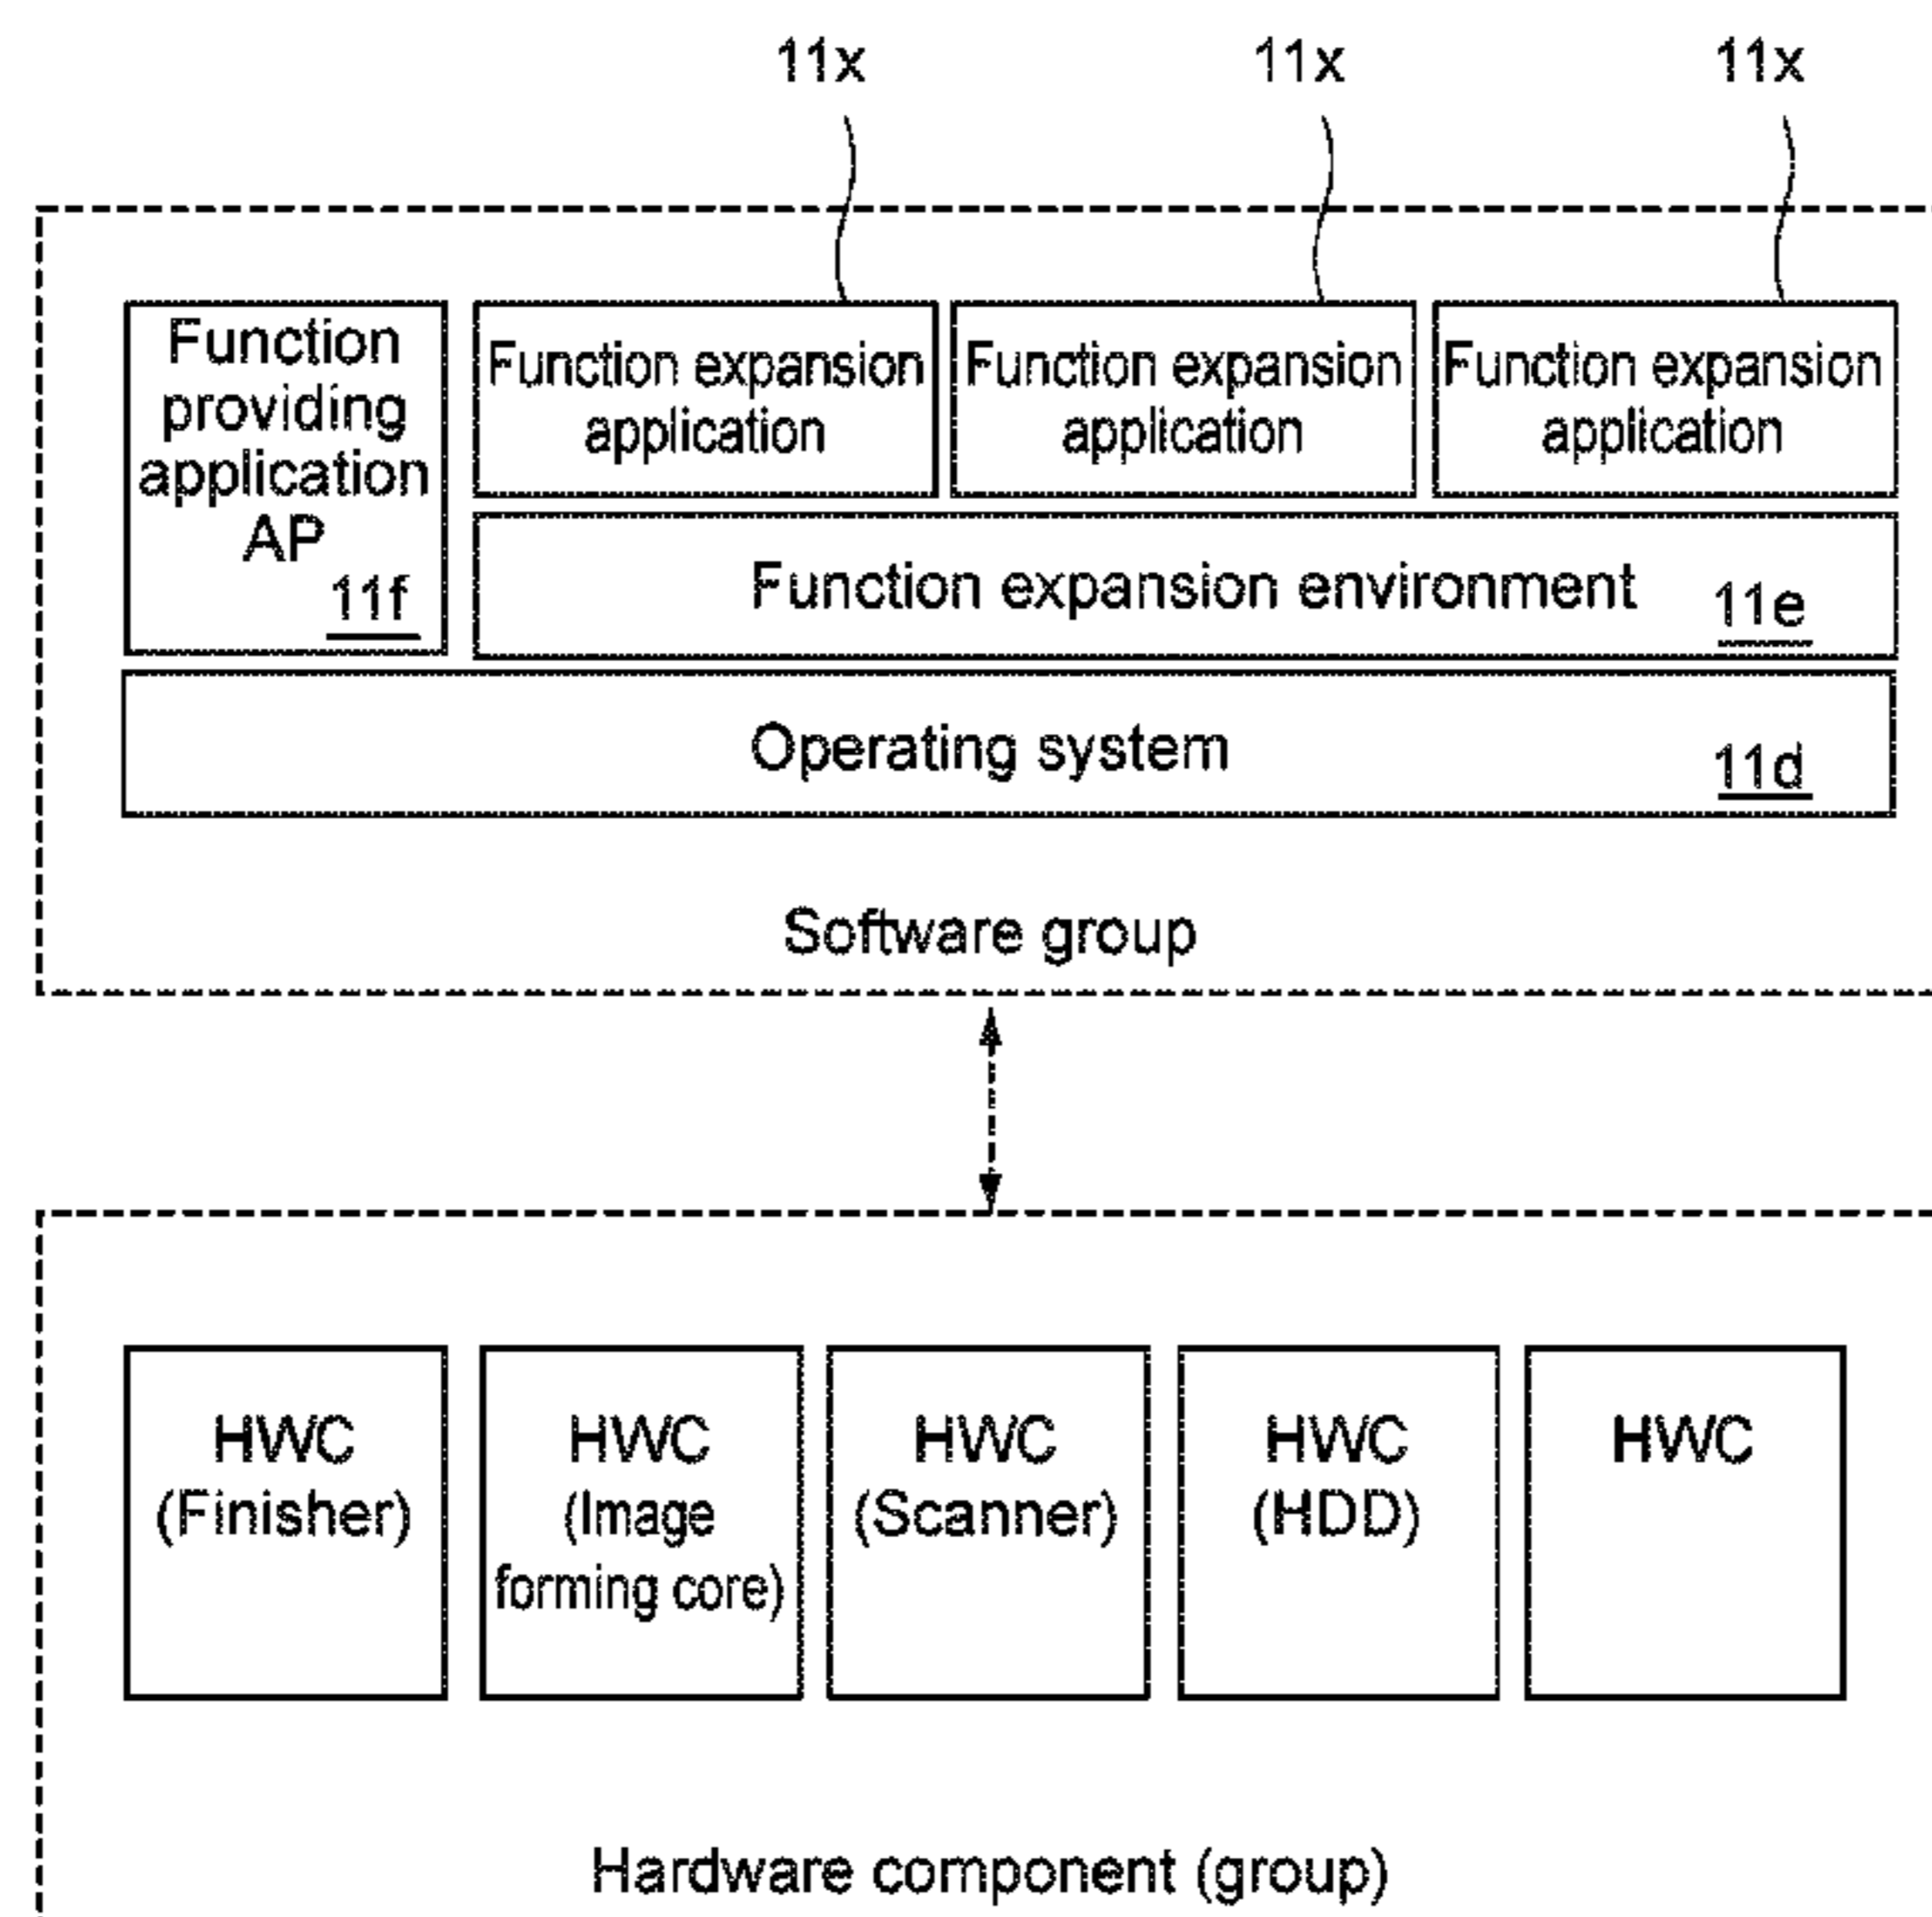 11x 11x 11x
Function
providing
application
AP
11f
Function expansion
application
Function expansion
application
Function expansion
application
Function expansion environment 11e
Operating system 11d
Software group
HWC
(Finisher)
HWC
(Image
forming core)
HWC
(Scanner)
HWC
(HDD)
HWC
Hardware component (group)